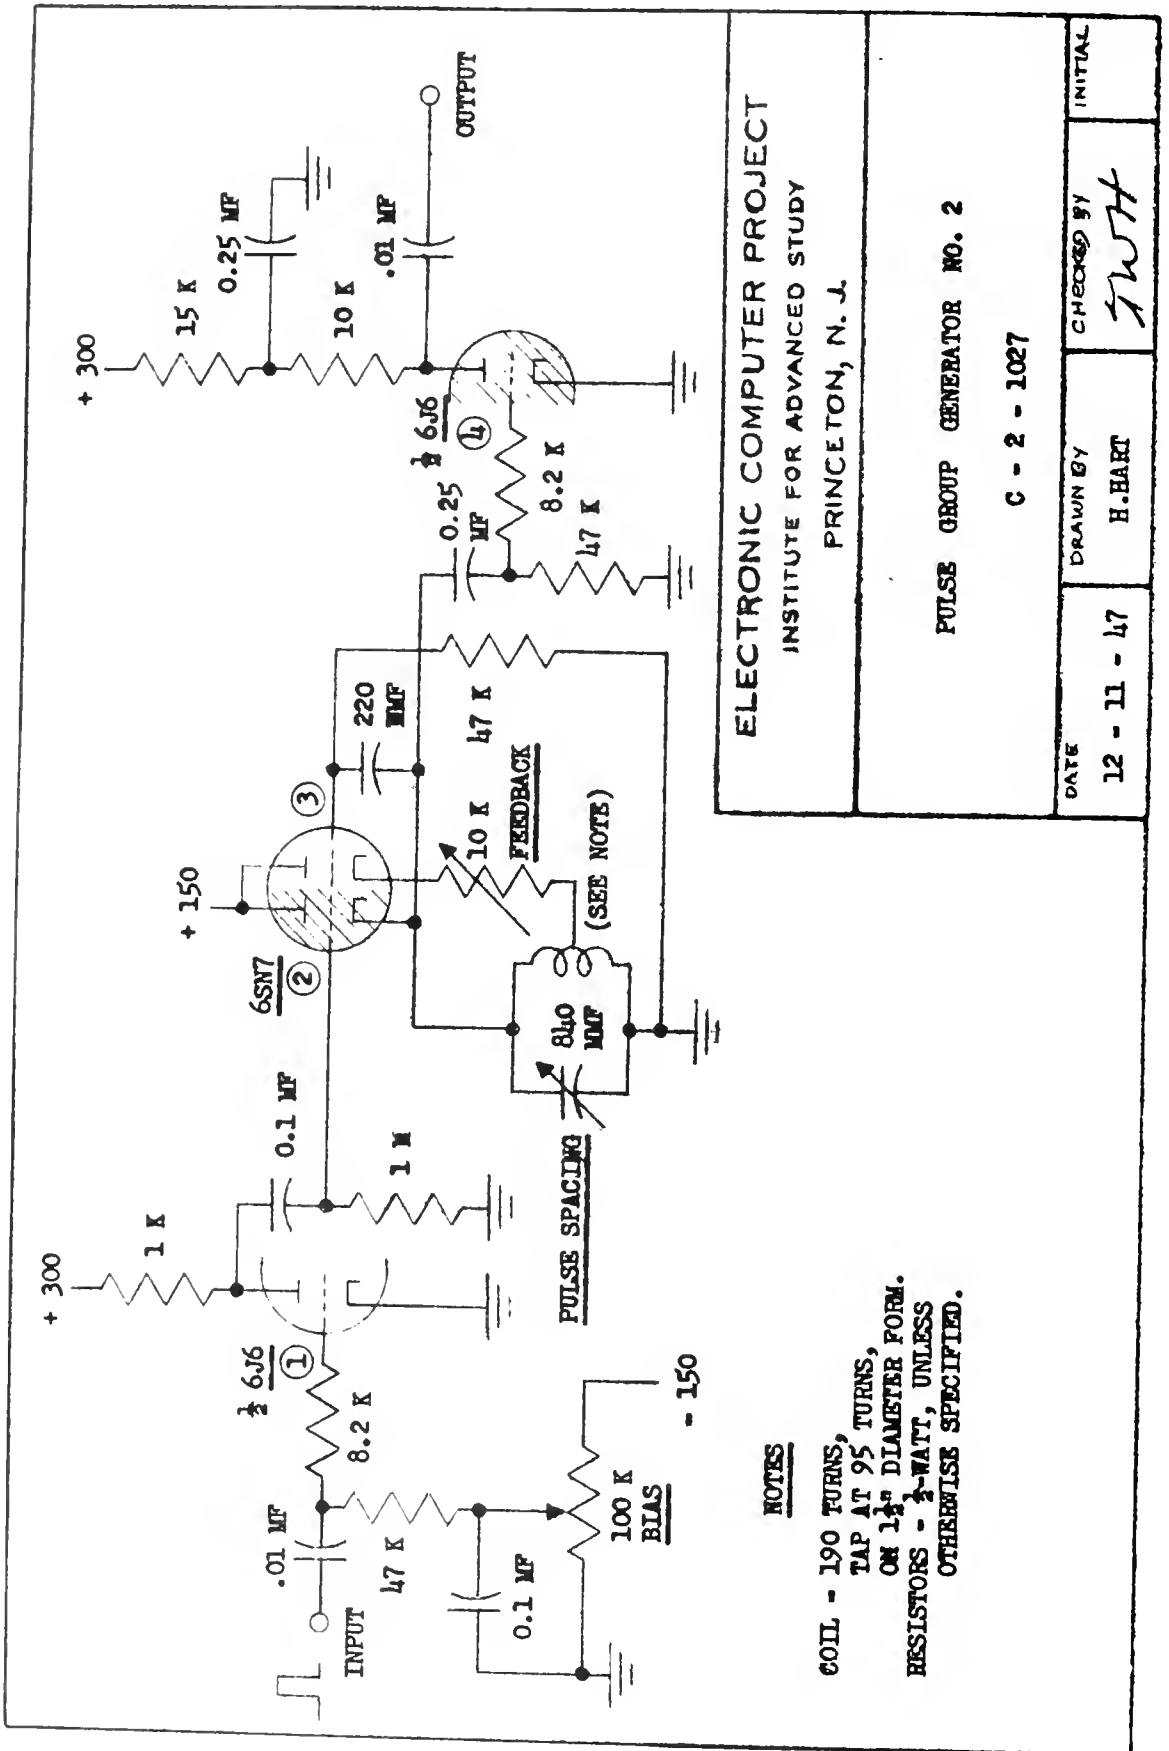 + 300
1 K
½ 6J6
①
.01 MF
8.2 K
INPUT
47 K
0.1 MF
100 K
BIAS
- 150
0.1 MF
1 M
6SN7
②
+ 150
③
220
MMF
47 K
10 K
FEEDBACK
(SEE NOTE)
840
MMF
PULSE SPACING
+ 300
15 K
0.25 MF
10 K
.01 MF
OUTPUT
½ 6J6
④
0.25
MF
8.2 K
47 K
NOTES
COIL - 190 TURNS,
TAP AT 95 TURNS,
ON 1½" DIAMETER FORM.
RESISTORS - ½-WATT, UNLESS
OTHERWISE SPECIFIED.
ELECTRONIC COMPUTER PROJECT
INSTITUTE FOR ADVANCED STUDY
PRINCETON, N. J.
PULSE GROUP GENERATOR NO. 2
C - 2 - 1027
DATE
12 - 11 - 47
DRAWN BY
H.HART
CHECKED BY
INITIAL